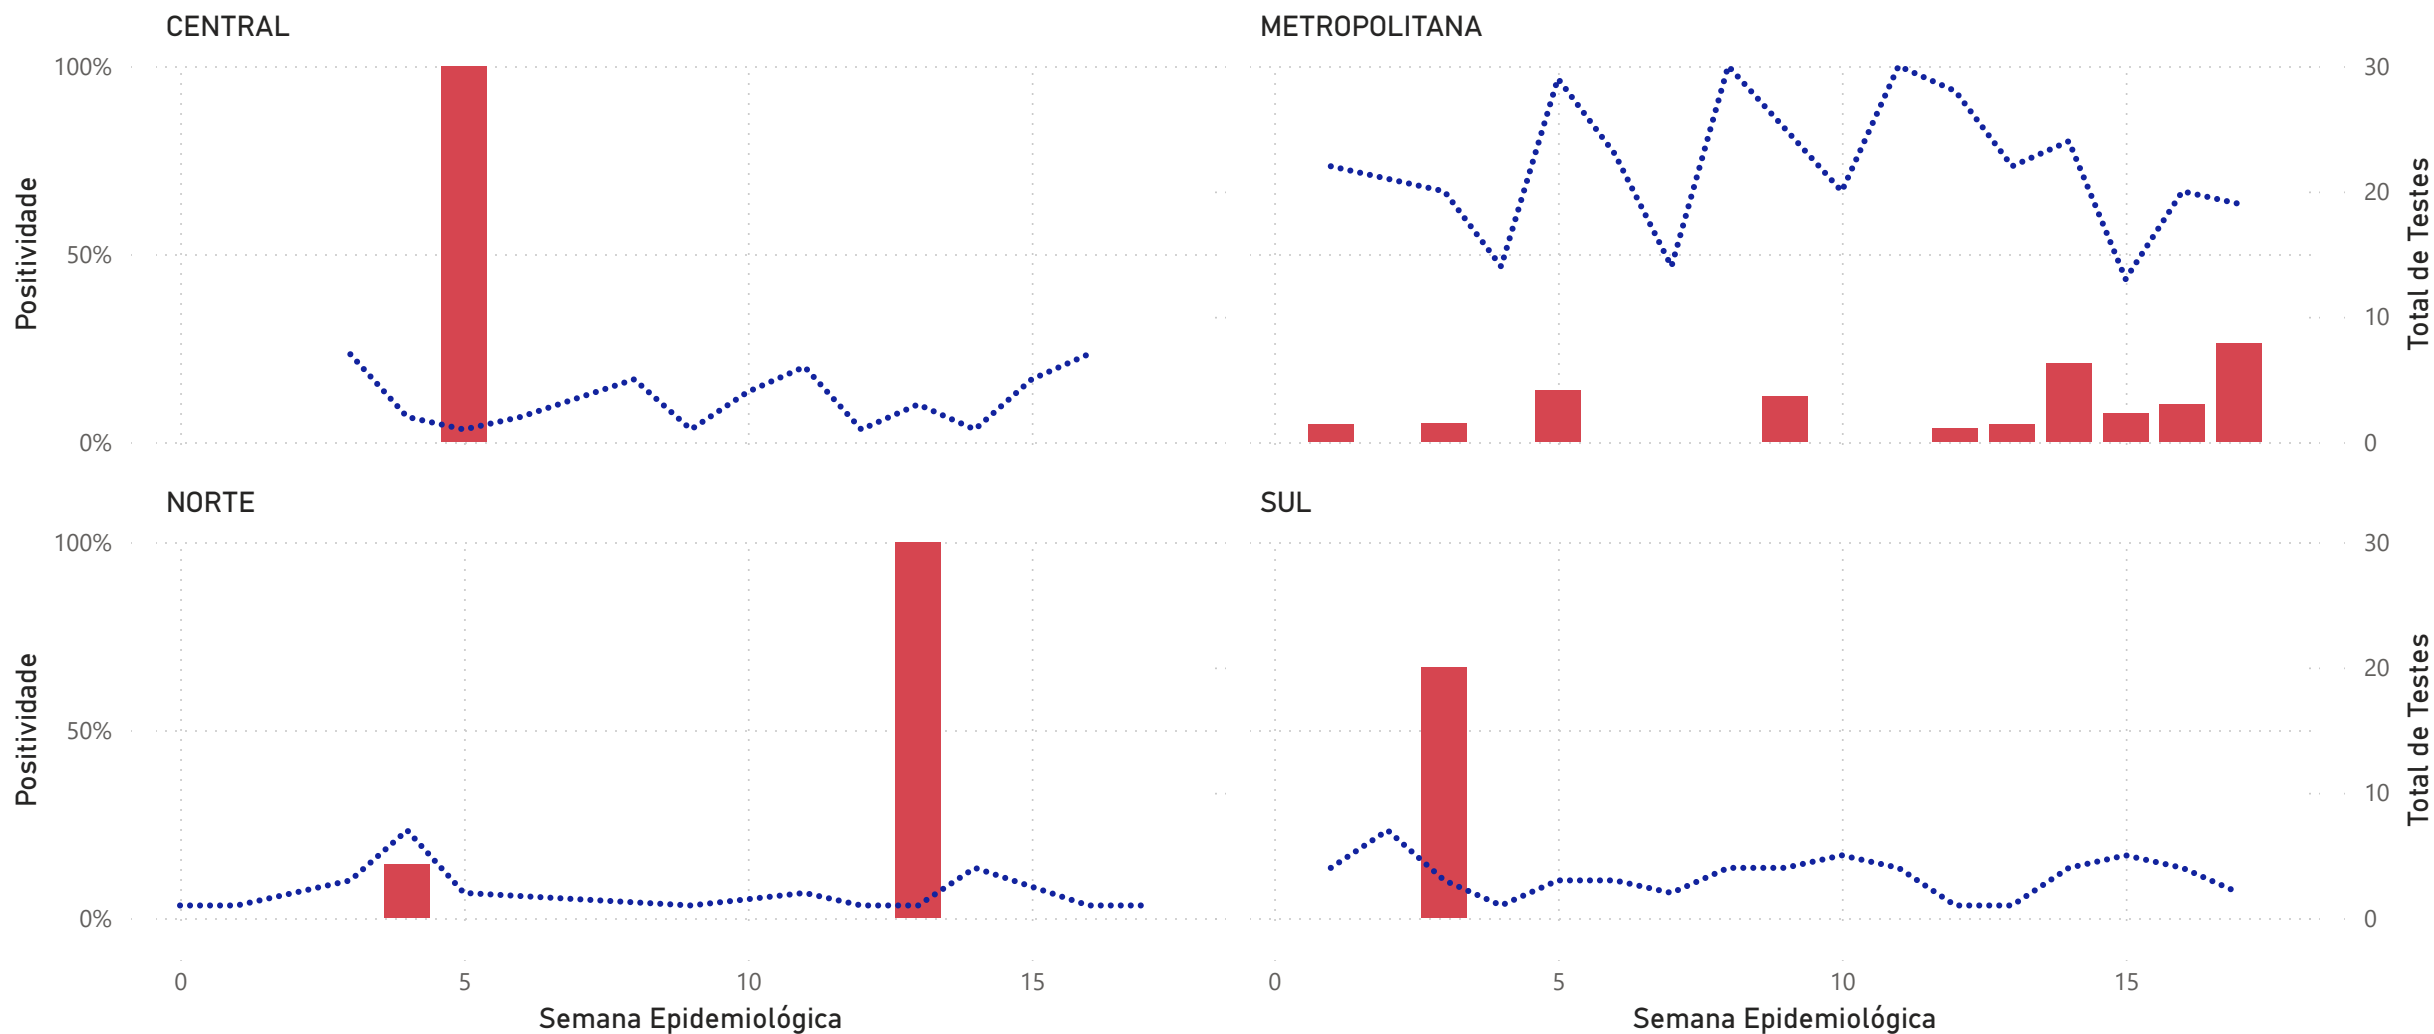 CENTRAL
METROPOLITANA
100%
50%
0%
Positividade
30
20
10
0
Total de Testes
NORTE
SUL
100%
50%
0%
Positividade
30
20
10
0
Total de Testes
0 5 10 15
0 5 10 15
Semana Epidemiológica
Semana Epidemiológica